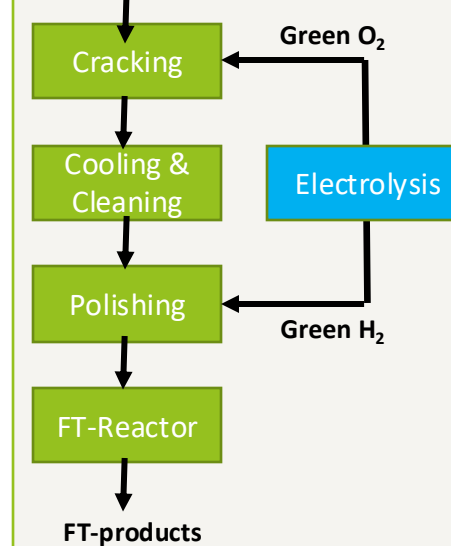 Green O₂
Cracking
Cooling &
Cleaning
Electrolysis
Polishing
Green H₂
FT-Reactor
FT-products